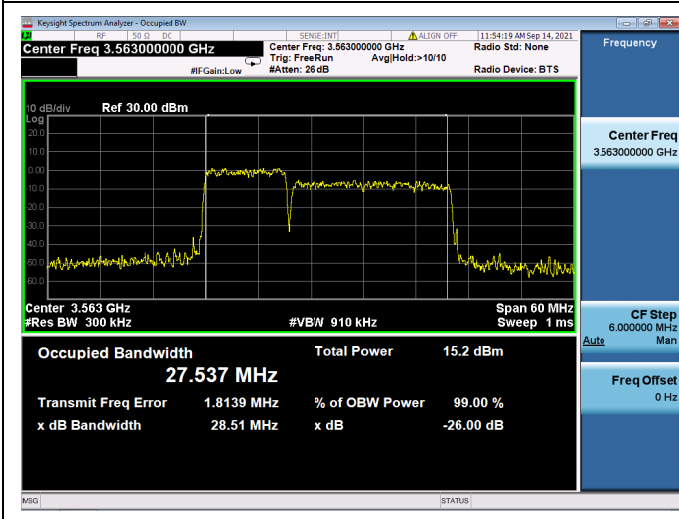 Keysight Spectrum Analyzer - Occupied BW
RF 50 Ω DC SENSE:INT ALIGN OFF 11:54:19 AM Sep 14, 2021
Center Freq 3.563000000 GHz Center Freq: 3.563000000 GHz Radio Std: None
Trig: FreeRun Avg|Hold:>10/10
#IFGain:Low #Atten: 26 dB Radio Device: BTS
Frequency
10 dB/div Ref 30.00 dBm
Log
20.0
10.0
0.00
-10.0
-20.0
-30.0
-40.0
-50.0
-60.0
Center Freq
3.563000000 GHz
Center 3.563 GHz Span 60 MHz
#Res BW 300 kHz #VBW 910 kHz Sweep 1 ms
CF Step
6.000000 MHz
Auto Man
Occupied Bandwidth Total Power 15.2 dBm
27.537 MHz
Transmit Freq Error 1.8139 MHz % of OBW Power 99.00 %
x dB Bandwidth 28.51 MHz x dB -26.00 dB
Freq Offset
0 Hz
MSG STATUS